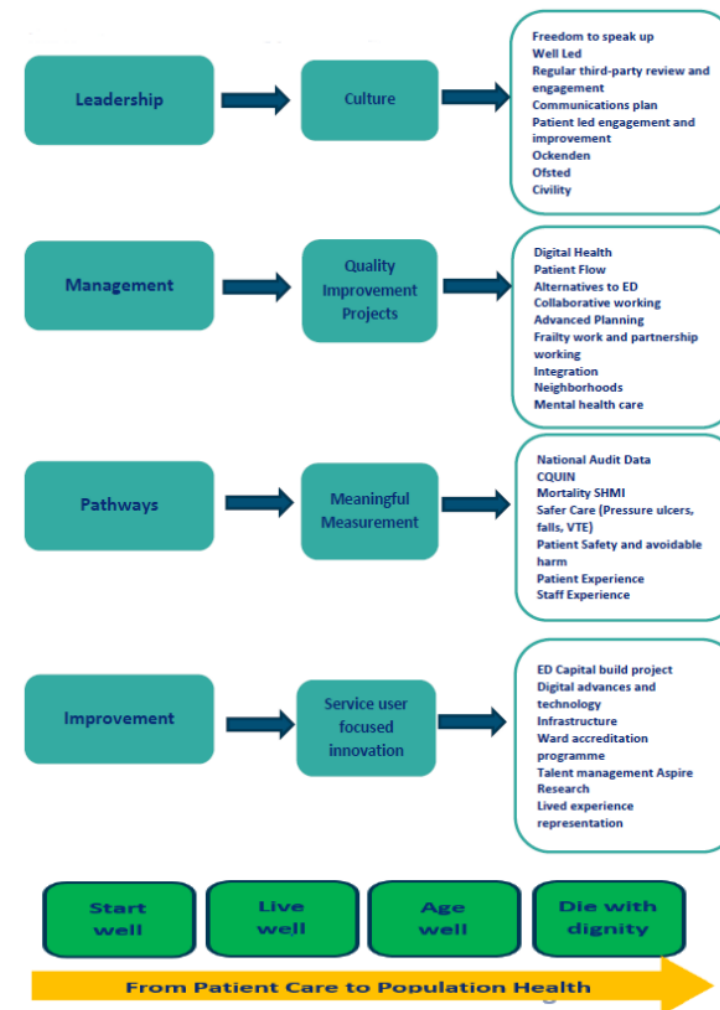 Leadership
Culture
Freedom to speak up
Well Led
Regular third-party review and
engagement
Communications plan
Patient led engagement and
improvement
Ockenden
Ofsted
Civility
Management
Quality
Improvement
Projects
Digital Health
Patient Flow
Alternatives to ED
Collaborative working
Advanced Planning
Frailty work and partnership
working
Integration
Neighborhoods
Mental health care
Pathways
Meaningful
Measurement
National Audit Data
CQUIN
Mortality SHMI
Safer Care (Pressure ulcers,
falls, VTE)
Patient Safety and avoidable
harm
Patient Experience
Staff Experience
Improvement
Service user
focused
innovation
ED Capital build project
Digital advances and
technology
Infrastructure
Ward accreditation
programme
Talent management Aspire
Research
Lived experience
representation
Start
well
Live
well
Age
well
Die with
dignity
From Patient Care to Population Health